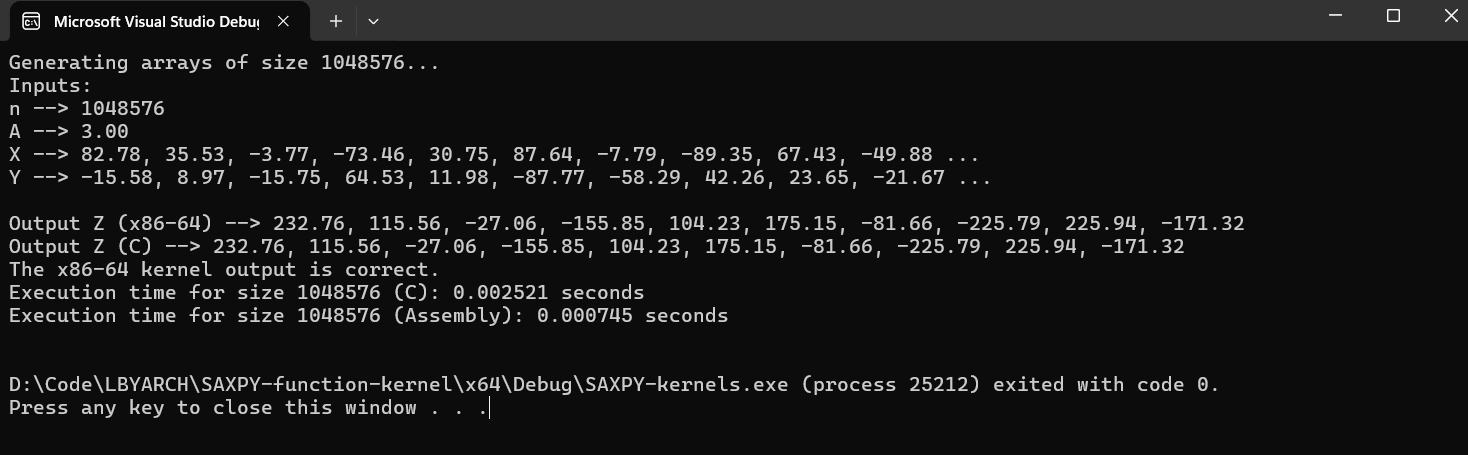 Microsoft Visual Studio Debug
Generating arrays of size 1048576...
Inputs:
n --> 1048576
A --> 3.00
X --> 82.78, 35.53, -3.77, -73.46, 30.75, 87.64, -7.79, -89.35, 67.43, -49.88 ...
Y --> -15.58, 8.97, -15.75, 64.53, 11.98, -87.77, -58.29, 42.26, 23.65, -21.67 ...
Output Z (x86-64) --> 232.76, 115.56, -27.06, -155.85, 104.23, 175.15, -81.66, -225.79, 225.94, -171.32
Output Z (C) --> 232.76, 115.56, -27.06, -155.85, 104.23, 175.15, -81.66, -225.79, 225.94, -171.32
The x86-64 kernel output is correct.
Execution time for size 1048576 (C): 0.002521 seconds
Execution time for size 1048576 (Assembly): 0.000745 seconds
D:\Code\LBYARCH\SAXPY-function-kernel\x64\Debug\SAXPY-kernels.exe (process 25212) exited with code 0.
Press any key to close this window . . .